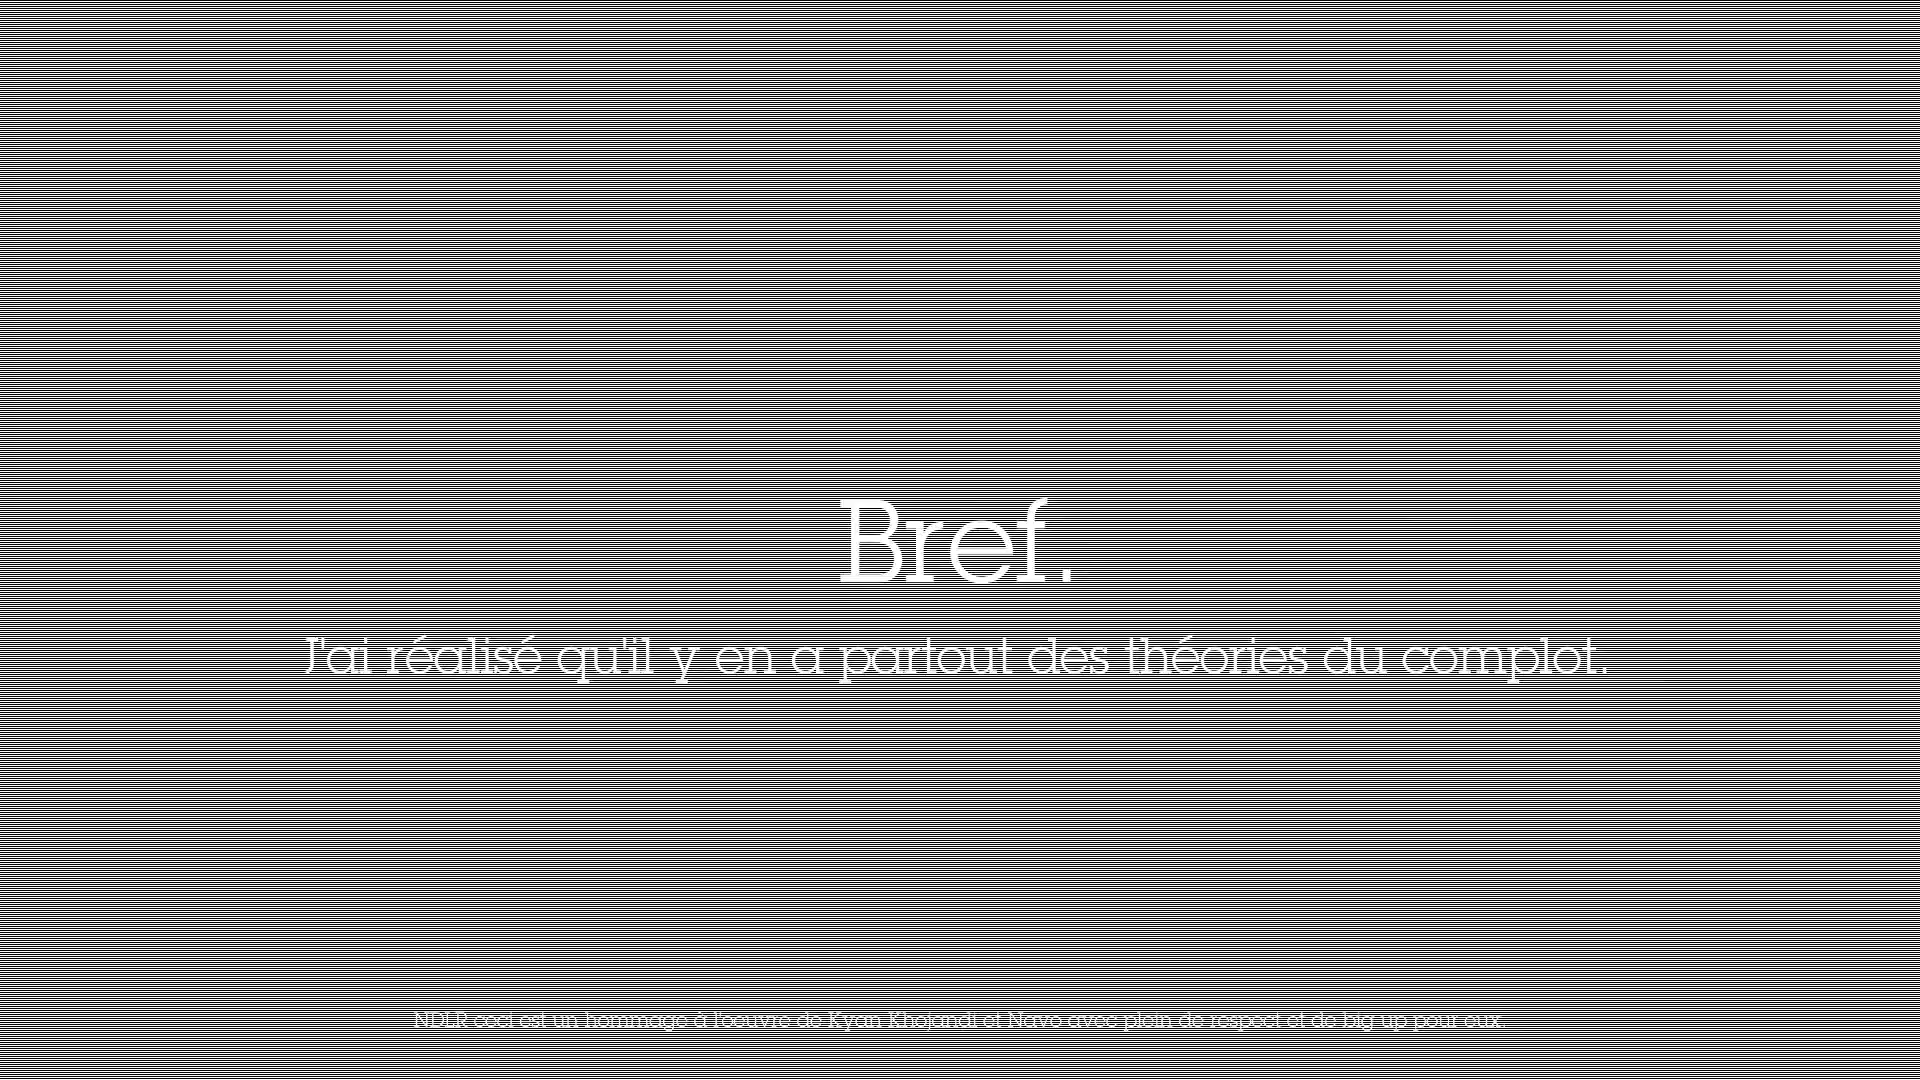 Bref.
J'ai réalisé qu'il y en a partout des théories du complot.
NDLR ceci est un hommage à l'oeuvre de Kyan Khojandi et Navo avec plein de respect et de big up pour eux.